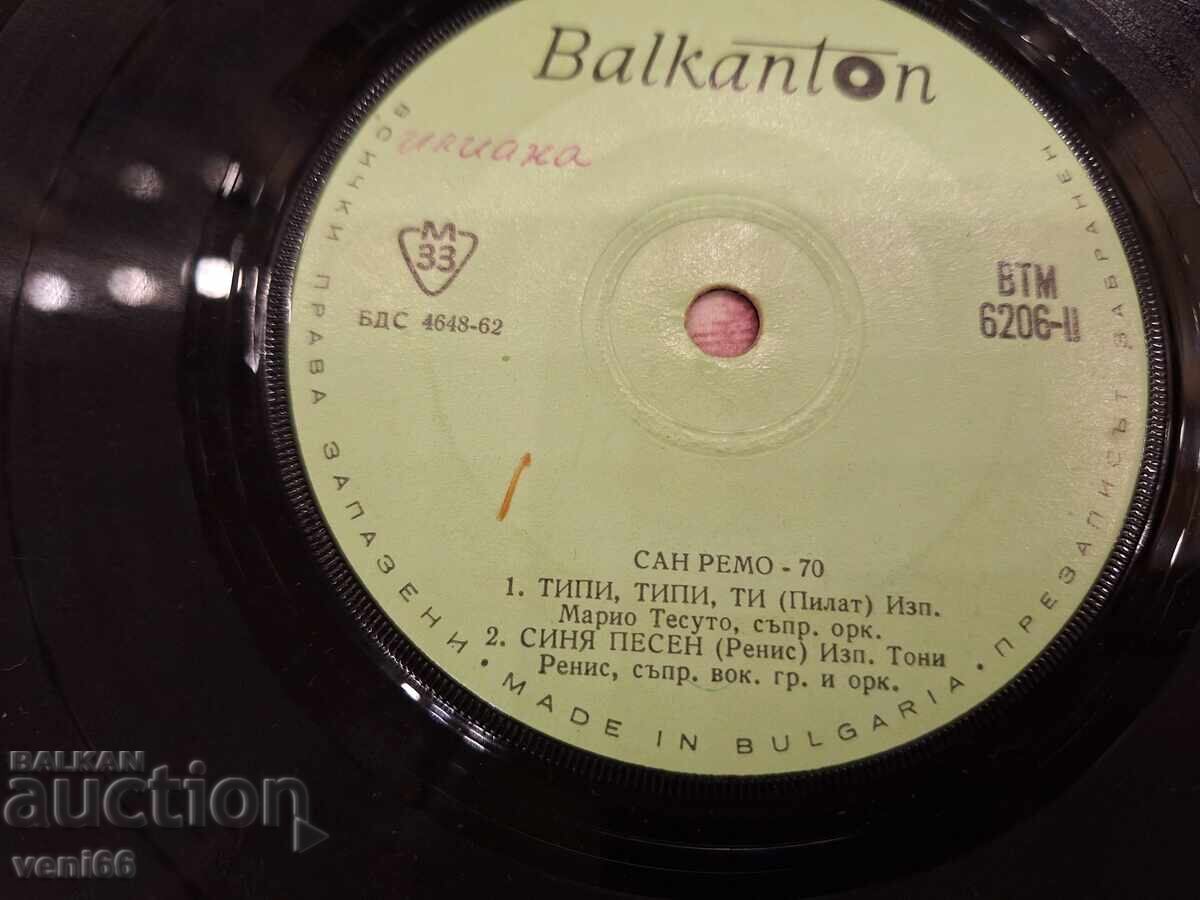 Balkanton
M
33
БДС 4648-62
ВТМ
6206-II
САН РЕМО - 70
1. ТИПИ, ТИПИ, ТИ (Пилат) Изп.
Марио Тесуто, съпр. орк.
2. СИНЯ ПЕСЕН (Ренис) Изп. Тони
Ренис, съпр. вок. гр. и орк.
ВСИЧКИ ПРАВА ЗАПАЗЕНИ · MADE IN BULGARIA · ПРЕЗАПИСЪТ ЗАБРАНЕН
BALKAN
auction
veni66